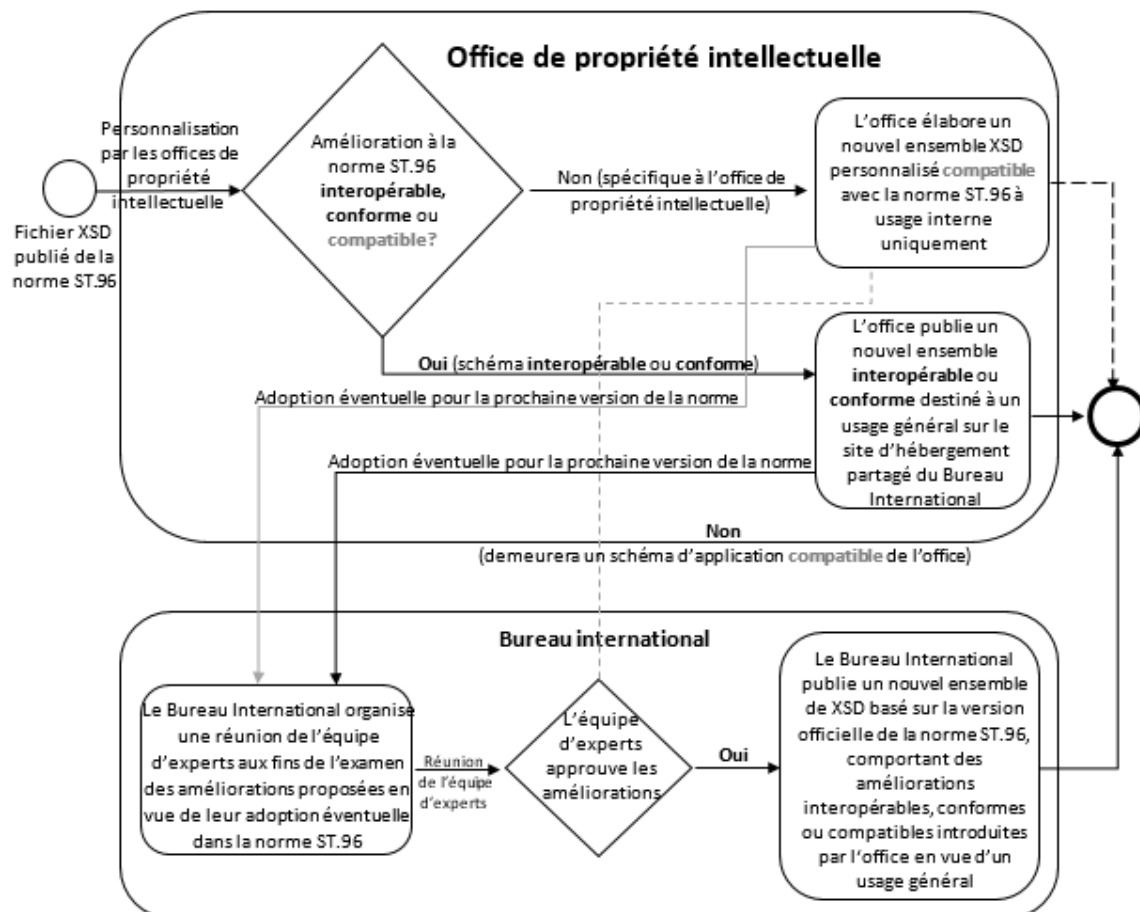 Office de propriété intellectuelle
Personnalisation
par les offices de
propriété
intellectuelle
Fichier XSD
publié de la
norme ST.96
Amélioration à la
norme ST.96
interopérable,
conforme ou
compatible?
Non (spécifique à l'office de
propriété intellectuelle)
L'office élabore un
nouvel ensemble XSD
personnalisé compatible
avec la norme ST.96 à
usage interne
uniquement
Oui (schéma interopérable ou conforme)
L'office publie un
nouvel ensemble
interopérable ou
conforme destiné à un
usage général sur le
site d'hébergement
partagé du Bureau
International
Adoption éventuelle pour la prochaine version de la norme
Adoption éventuelle pour la prochaine version de la norme
Non
(demeurera un schéma d'application compatible de l'office)
Bureau international
Le Bureau International organise
une réunion de l'équipe
d'experts aux fins de l'examen
des améliorations proposées en
vue de leur adoption éventuelle
dans la norme ST.96
Réunion
de l'équipe
d'experts
L'équipe
d'experts
approuve les
améliorations
Oui
Le Bureau International
publie un nouvel ensemble
de XSD basé sur la version
officielle de la norme ST.96,
comportant des
améliorations
interopérables, conformes
ou compatibles introduites
par l'office en vue d'un
usage général